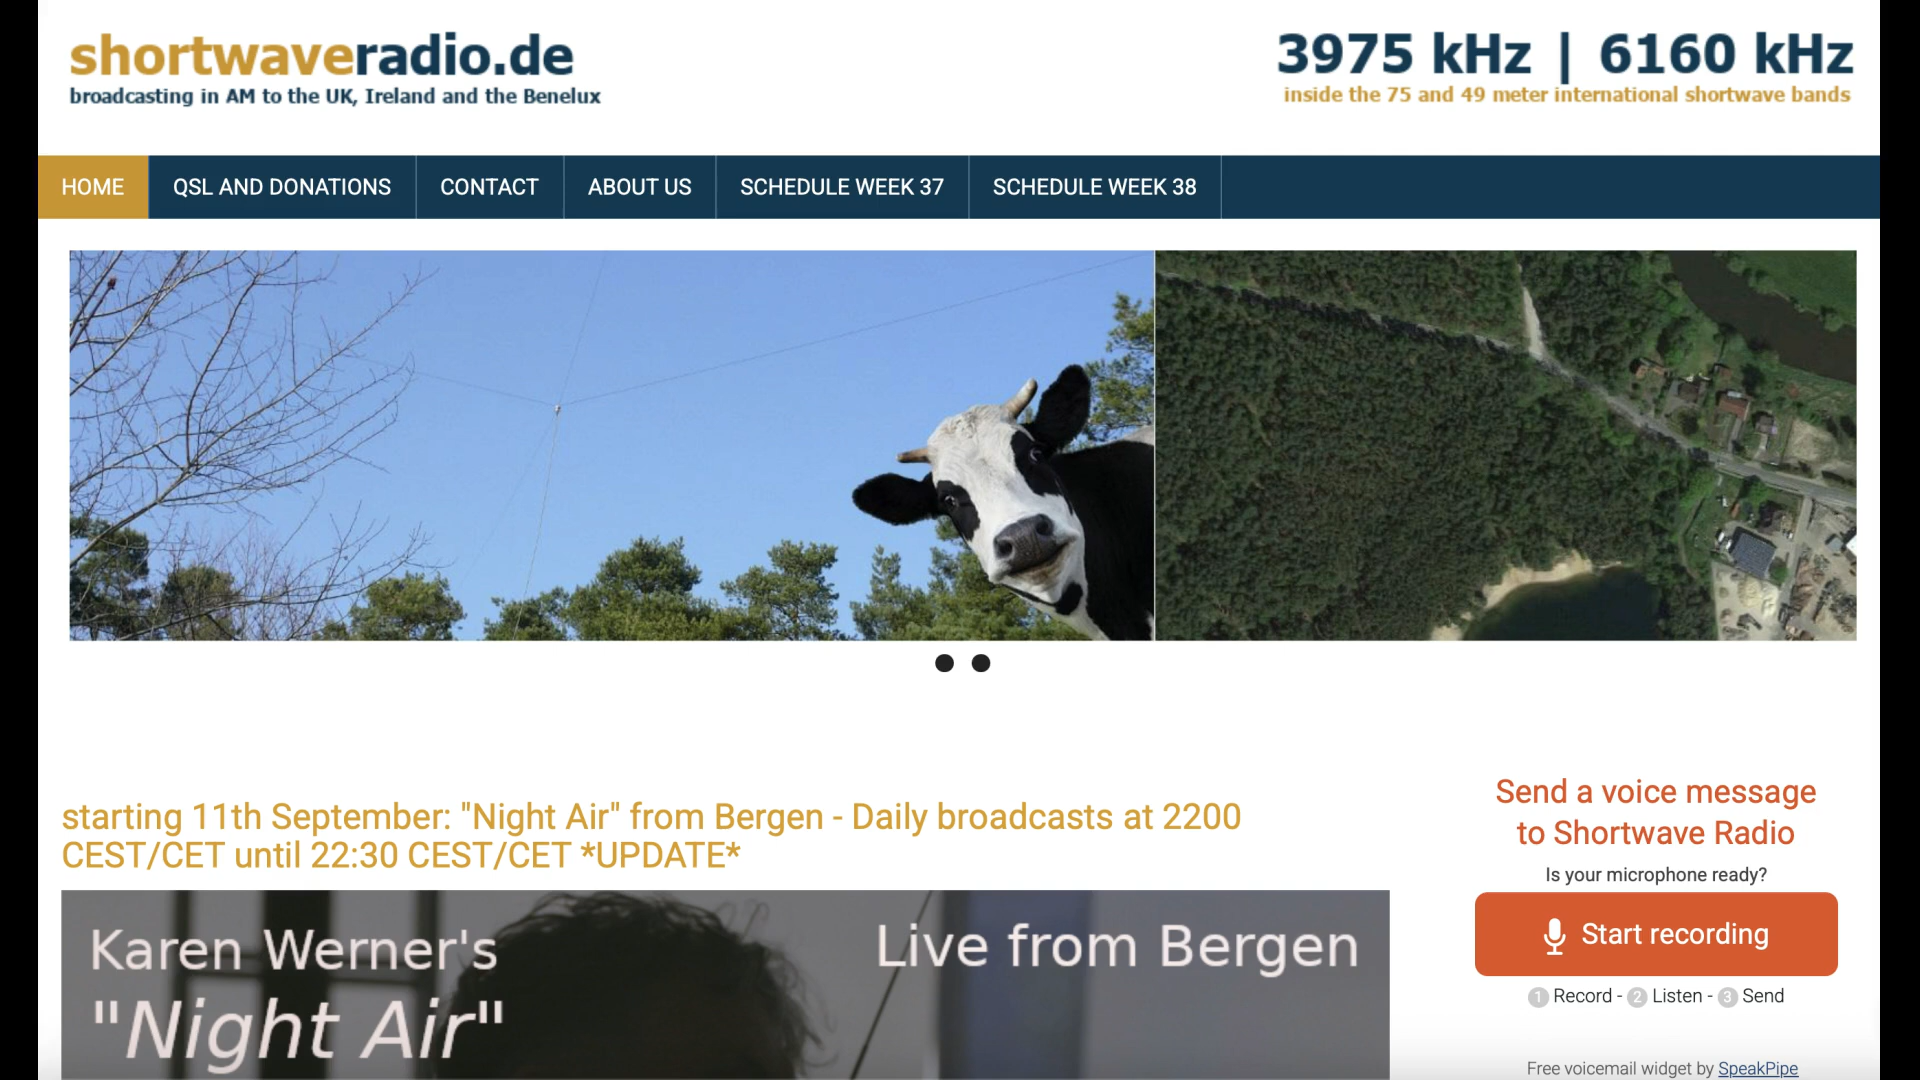 shortwaveradio.de
broadcasting in AM to the UK, Ireland and the Benelux
3975 kHz | 6160 kHz
inside the 75 and 49 meter international shortwave bands
HOME
QSL AND DONATIONS
CONTACT
ABOUT US
SCHEDULE WEEK 37
SCHEDULE WEEK 38
starting 11th September: "Night Air" from Bergen - Daily broadcasts at 2200
CEST/CET until 22:30 CEST/CET *UPDATE*
Karen Werner's
"Night Air"
Live from Bergen
Send a voice message
to Shortwave Radio
Is your microphone ready?
Start recording
1 Record - 2 Listen - 3 Send
Free voicemail widget by SpeakPipe